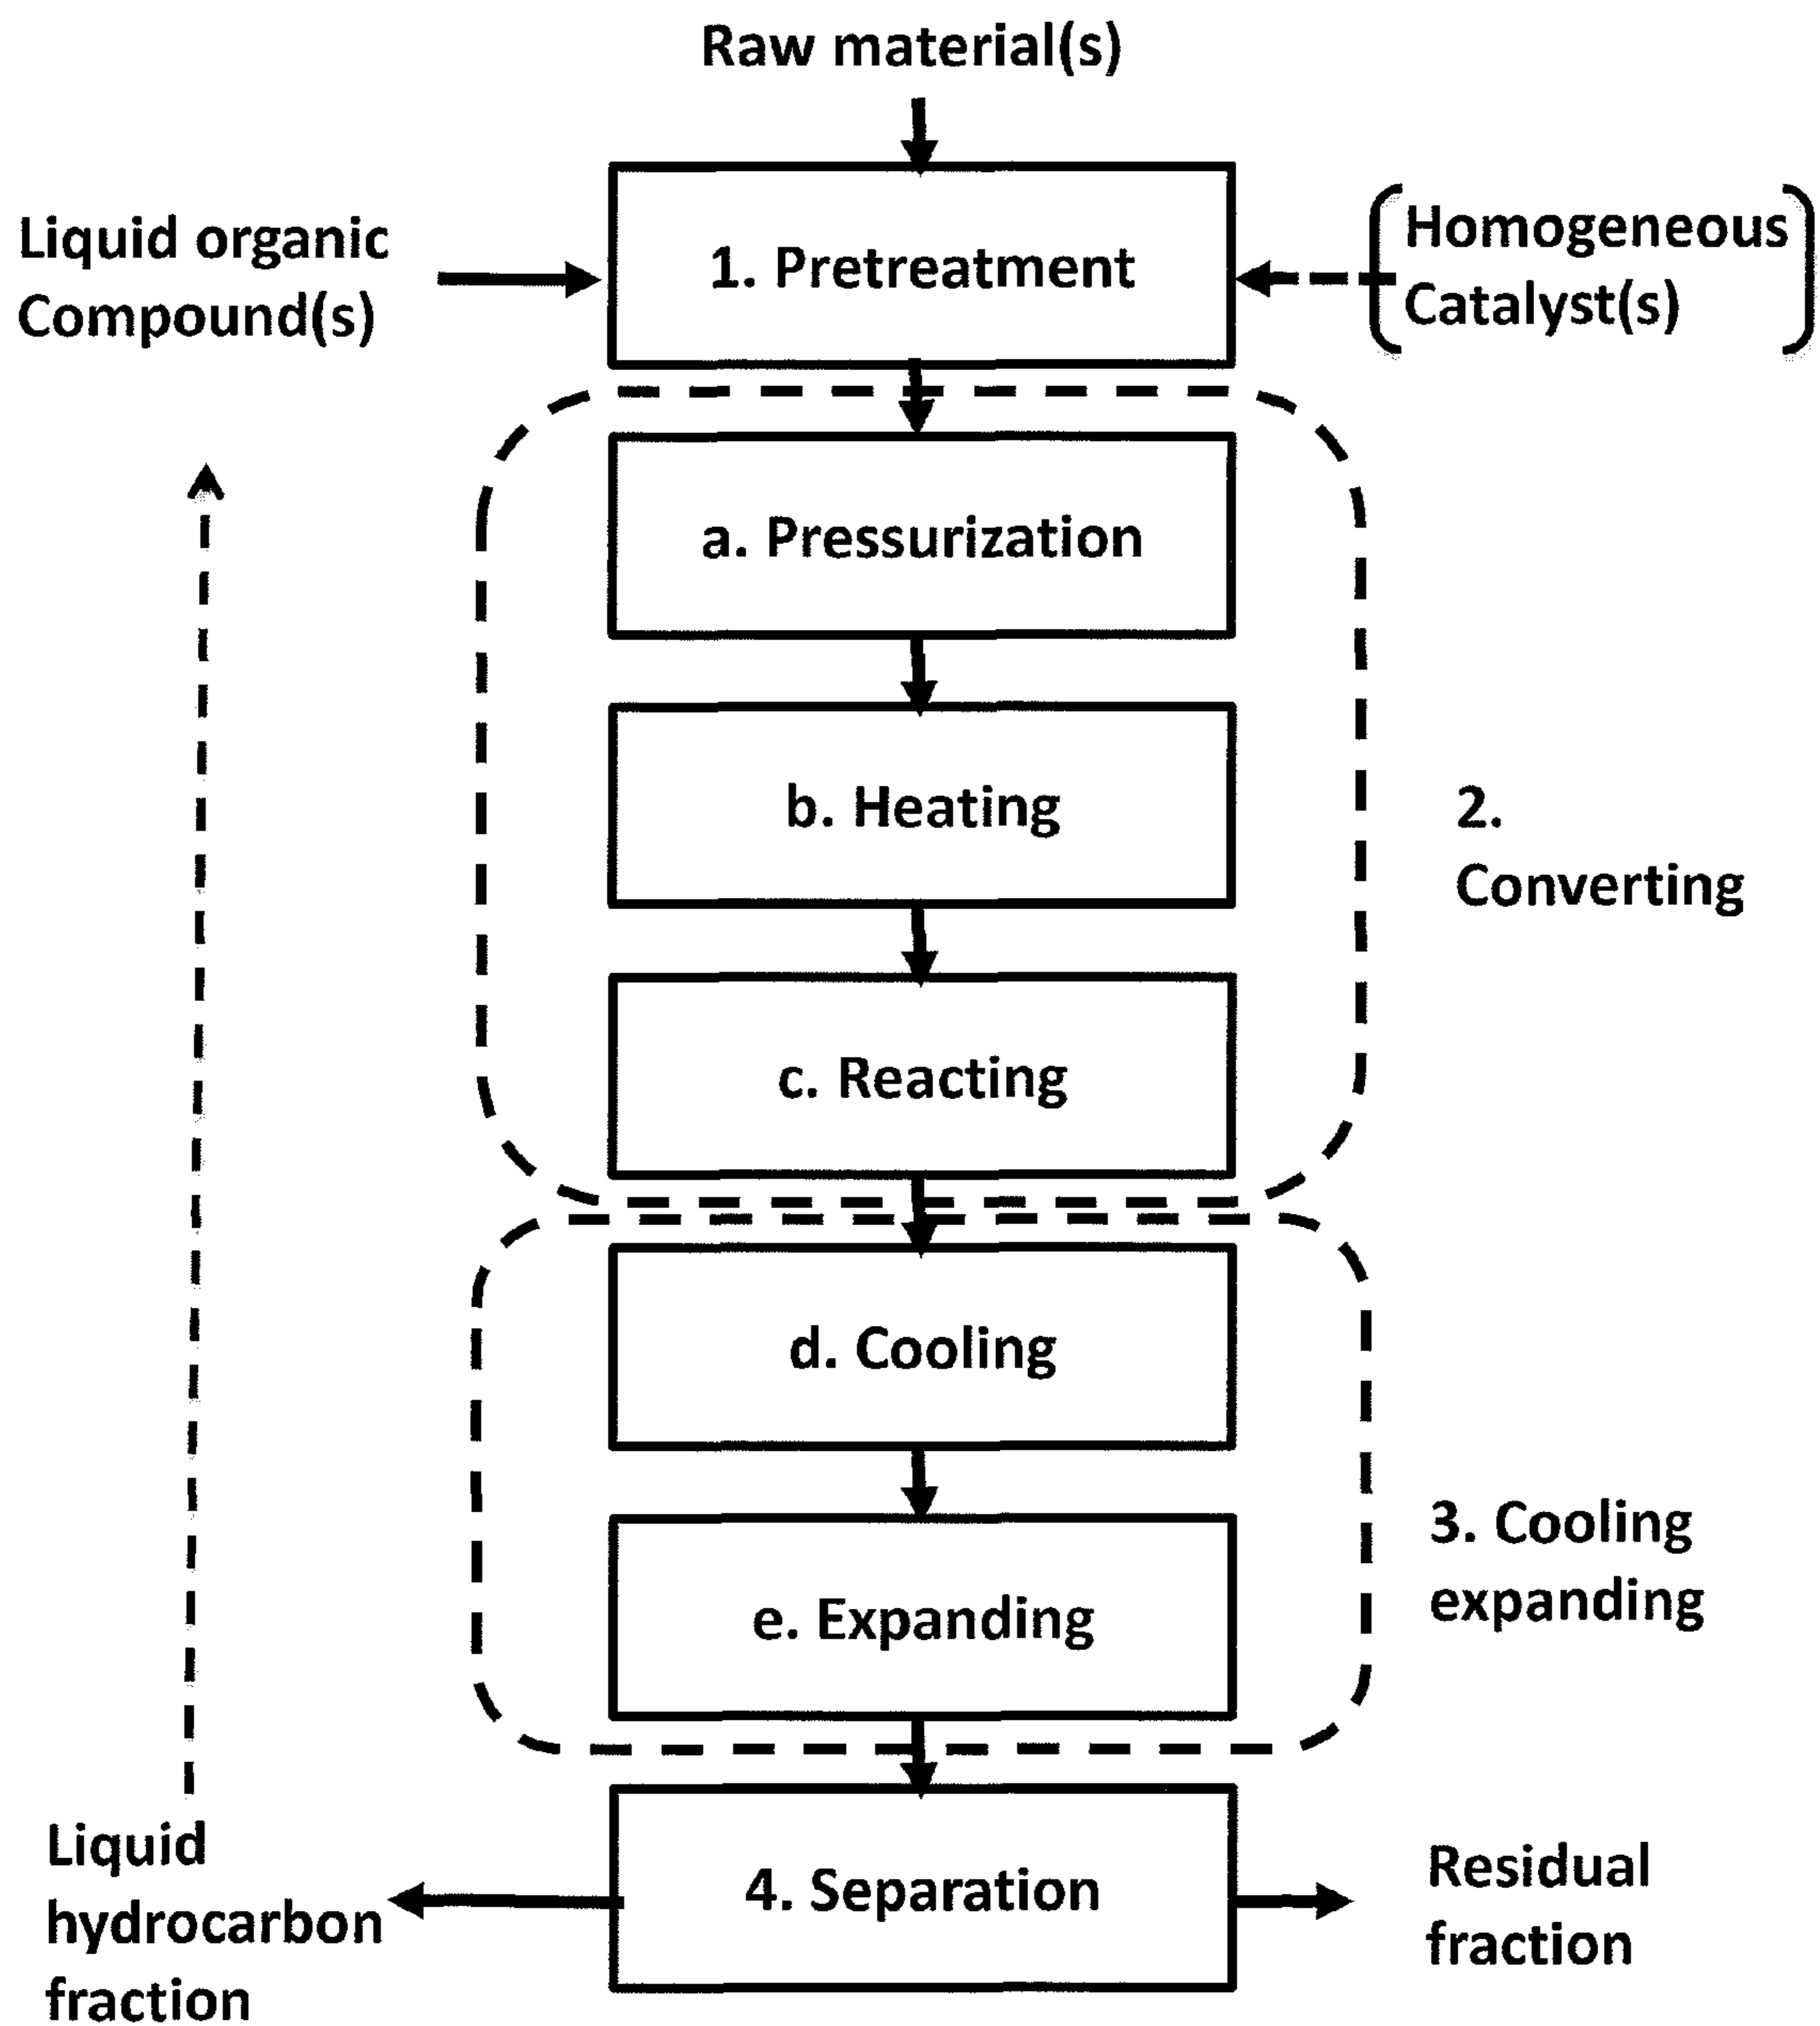 Raw material(s)
Liquid organic
Compound(s)
1. Pretreatment
Homogeneous
Catalyst(s)
a. Pressurization
b. Heating
2.
Converting
c. Reacting
d. Cooling
e. Expanding
3. Cooling
expanding
4. Separation
Liquid
hydrocarbon
fraction
Residual
fraction